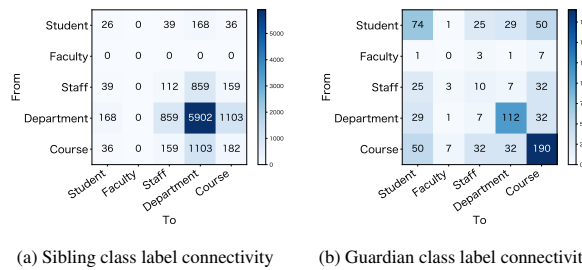 Student 26 0 39 168 36
Faculty 0 0 0 0 0
Staff 39 0 112 859 159
Department 168 0 859 5902 1103
Course 36 0 159 1103 182
Student Faculty Staff Department Course
From
To
5000
4000
3000
2000
1000
0
(a) Sibling class label connectivity
Student 74 1 25 29 50
Faculty 1 0 3 1 7
Staff 25 3 10 7 32
Department 29 1 7 112 32
Course 50 7 32 32 190
Student Faculty Staff Department Course
From
To
(b) Guardian class label connectivi